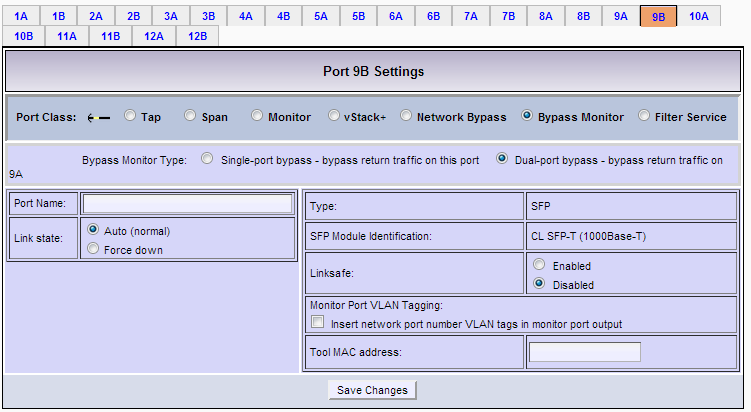 1A 1B 2A 2B 3A 3B 4A 4B 5A 5B 6A 6B 7A 7B 8A 8B 9A 9B 10A
10B 11A 11B 12A 12B
Port 9B Settings
Port Class: Tap Span Monitor vStack+ Network Bypass Bypass Monitor Filter Service
Bypass Monitor Type: Single-port bypass - bypass return traffic on this port Dual-port bypass - bypass return traffic on
9A
Port Name:
Link state: Auto (normal)
Force down
Type: SFP
SFP Module Identification: CL SFP-T (1000Base-T)
Linksafe: Enabled
Disabled
Monitor Port VLAN Tagging:
Insert network port number VLAN tags in monitor port output
Tool MAC address:
Save Changes